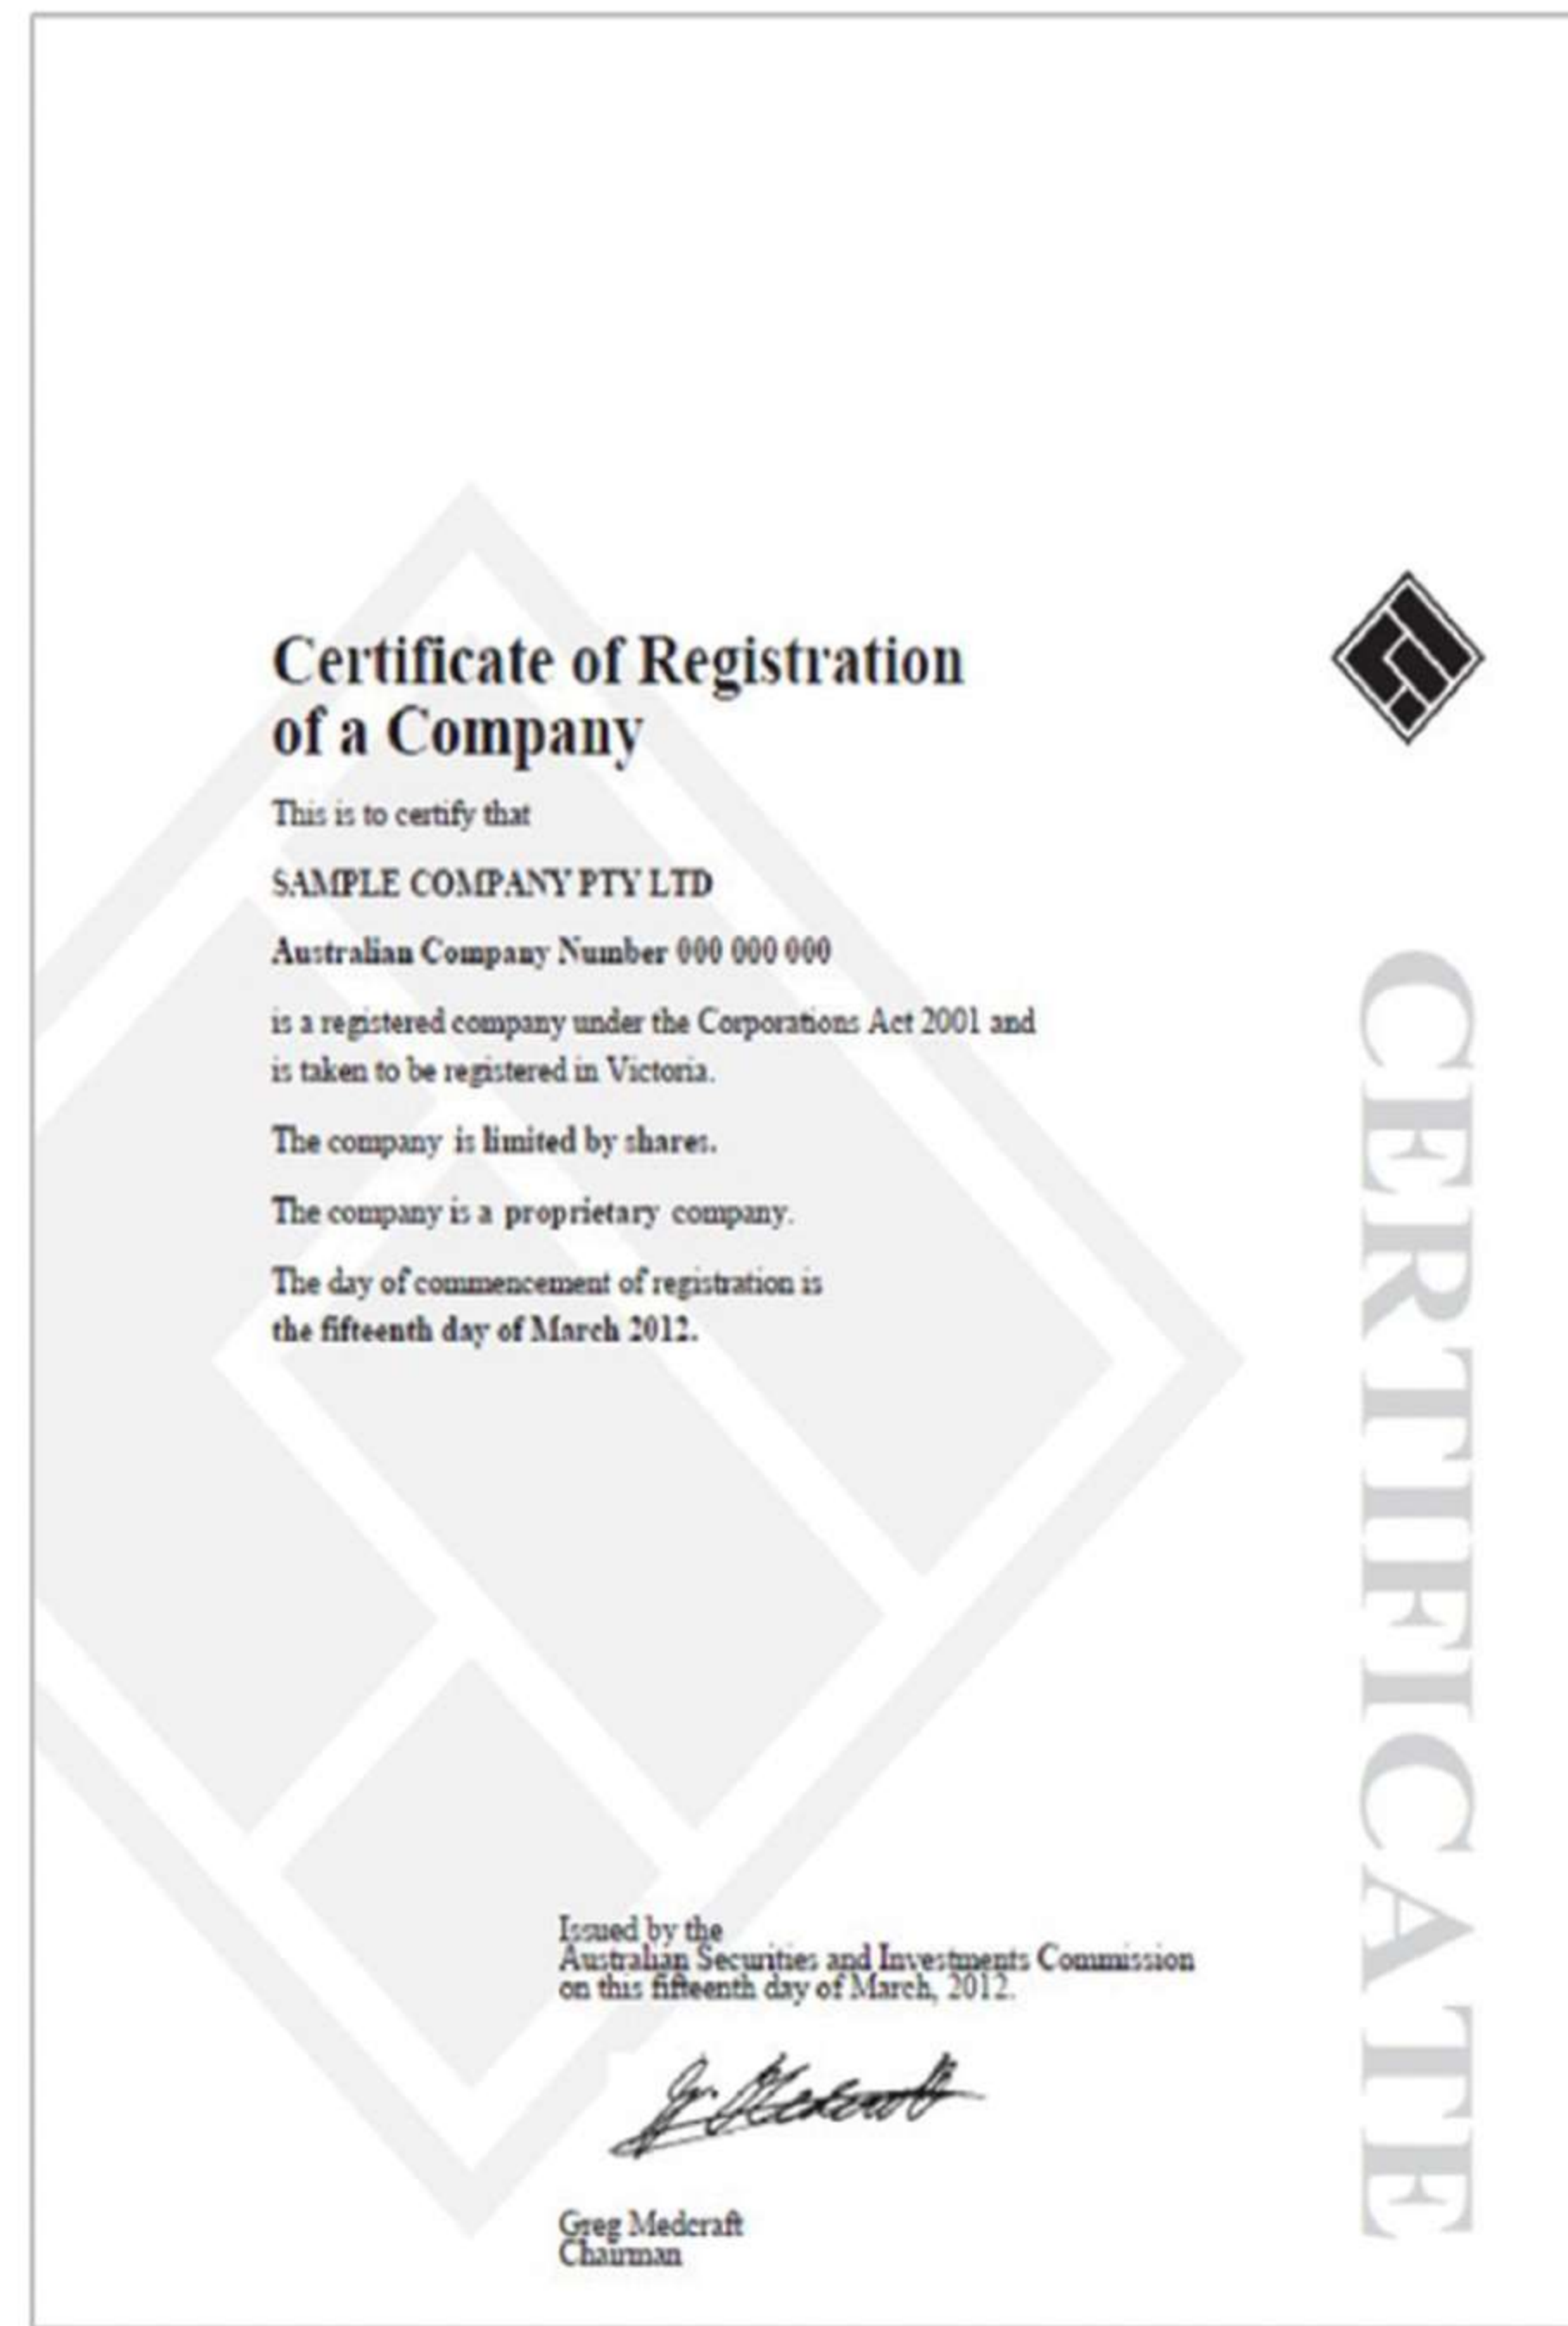 Certificate of Registration
of a Company
This is to certify that
SAMPLE COMPANY PTY LTD
Australian Company Number 000 000 000
is a registered company under the Corporations Act 2001 and
is taken to be registered in Victoria.
The company is limited by shares.
The company is a proprietary company.
The day of commencement of registration is
the fifteenth day of March 2012.
Issued by the
Australian Securities and Investments Commission
on this fifteenth day of March, 2012.
G. Medcraft
Greg Medcraft
Chairman
CERTIFICATE